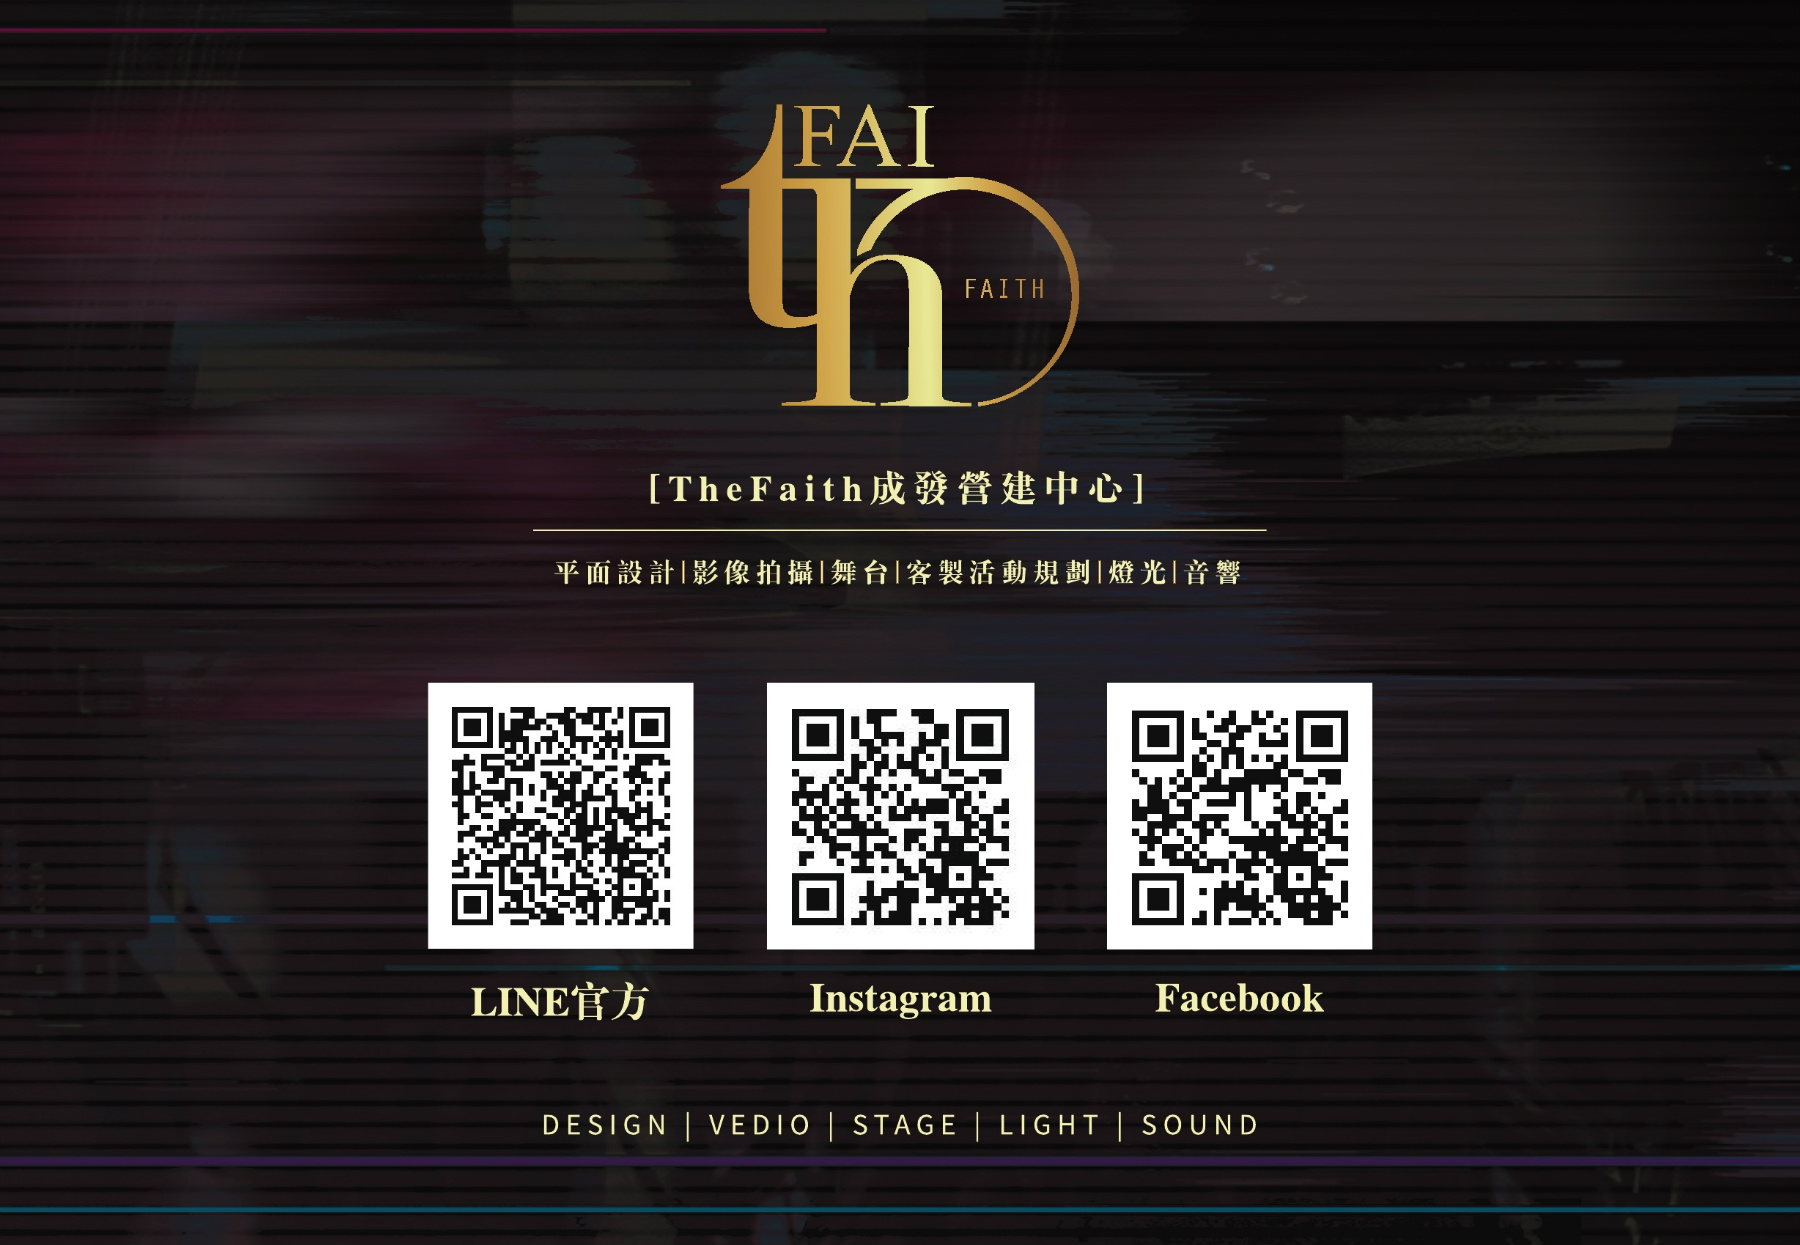 FAI
th
FAITH
[TheFaith成發營建中心]
平面設計|影像拍攝|舞台|客製活動規劃|燈光|音響
LINE官方
Instagram
Facebook
DESIGN | VEDIO | STAGE | LIGHT | SOUND